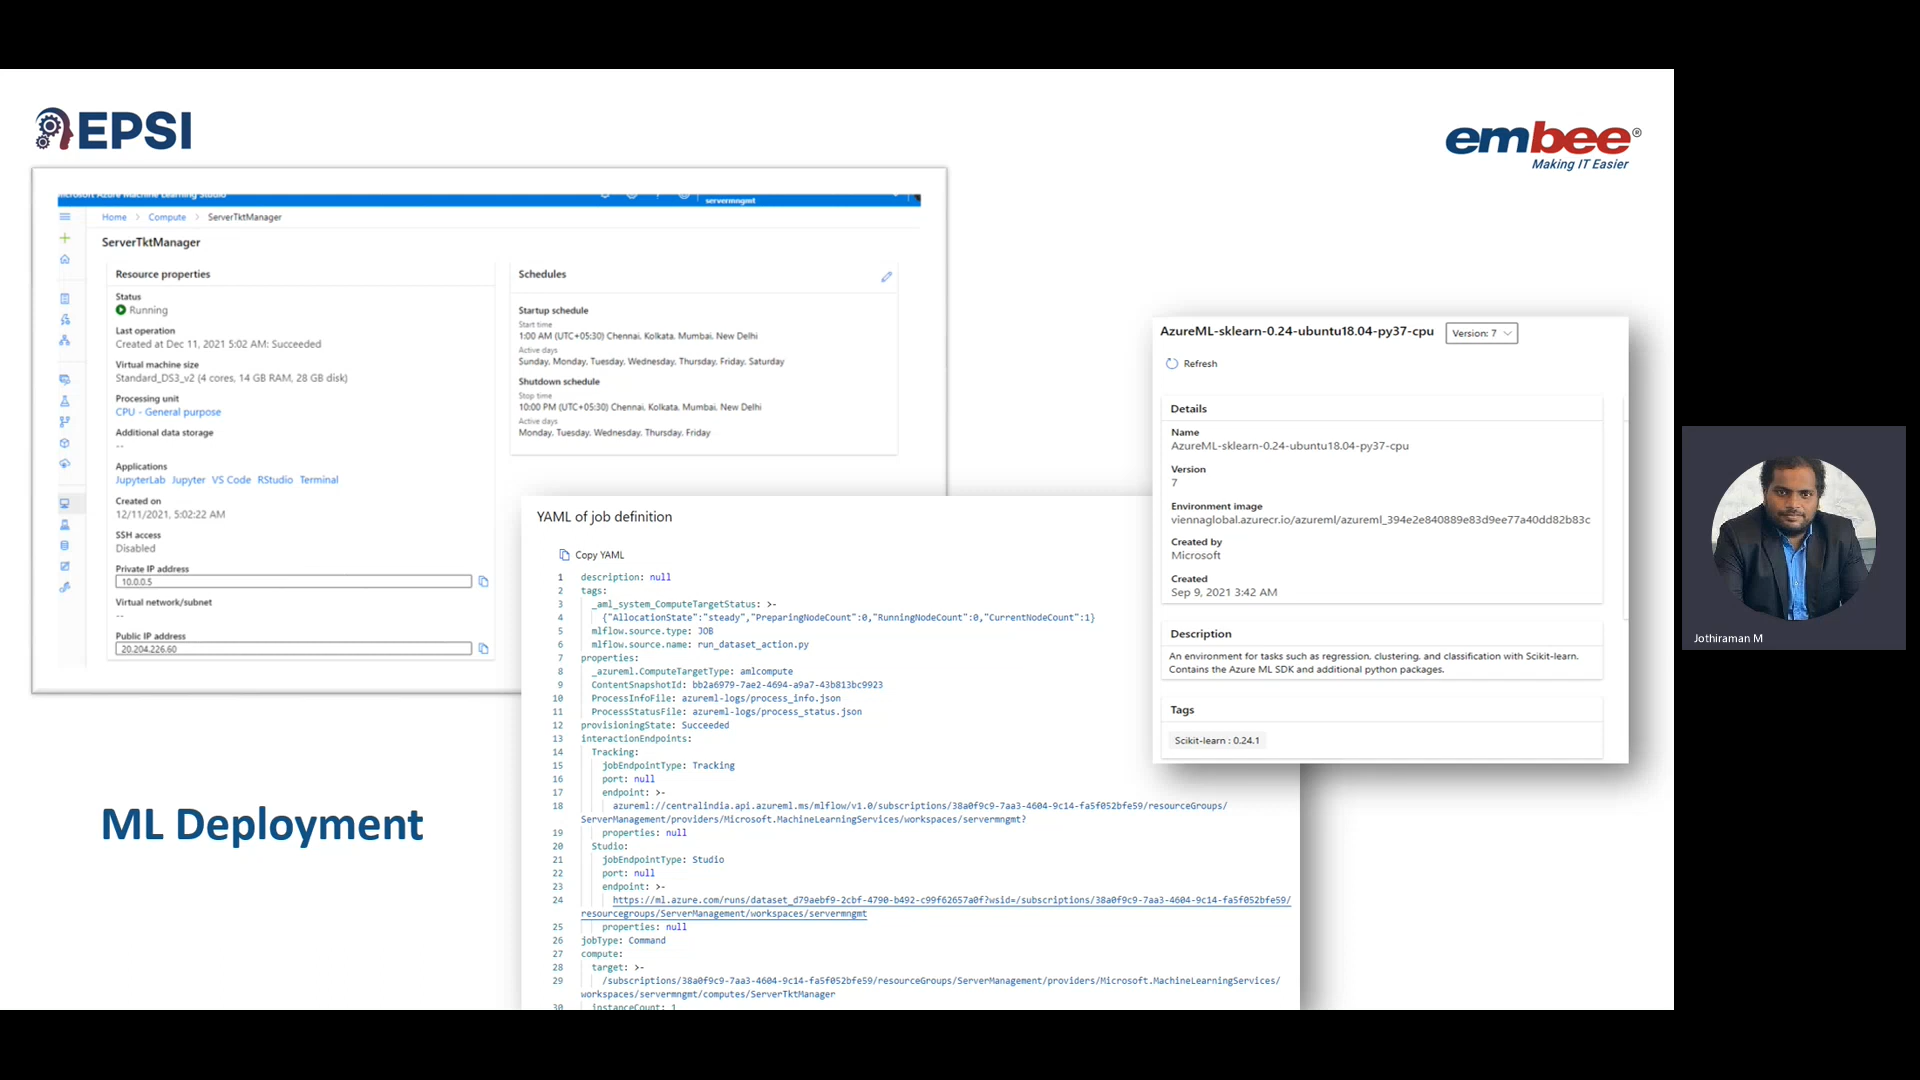 EPSI
embee®
Making IT Easier
Microsoft Azure Machine Learning Studio
servermngmt
Home > Compute > ServerTktManager
ServerTktManager
Resource properties
Status
Running
Last operation
Created at Dec 11, 2021 5:02 AM: Succeeded
Virtual machine size
Standard_DS3_v2 (4 cores, 14 GB RAM, 28 GB disk)
Processing unit
CPU - General purpose
Additional data storage
--
Applications
JupyterLab Jupyter VS Code RStudio Terminal
Created on
12/11/2021, 5:02:22 AM
SSH access
Disabled
Private IP address
10.0.0.5
Virtual network/subnet
--
Public IP address
20.204.226.60
Schedules
Startup schedule
Start time
1:00 AM (UTC+05:30) Chennai, Kolkata, Mumbai, New Delhi
Active days
Sunday, Monday, Tuesday, Wednesday, Thursday, Friday, Saturday
Shutdown schedule
Stop time
10:00 PM (UTC+05:30) Chennai, Kolkata, Mumbai, New Delhi
Active days
Monday, Tuesday, Wednesday, Thursday, Friday
YAML of job definition
Copy YAML
1 description: null
2 tags:
3 _aml_system_ComputeTargetStatus: >-
4 {"AllocationState":"steady","PreparingNodeCount":0,"RunningNodeCount":0,"CurrentNodeCount":1}
5 mlflow.source.type: JOB
6 mlflow.source.name: run_dataset_action.py
7 properties:
8 _azureml.ComputeTargetType: amlcompute
9 ContentSnapshotId: bb2a6979-7ae2-4694-a9a7-43b813bc9923
10 ProcessInfoFile: azureml-logs/process_info.json
11 ProcessStatusFile: azureml-logs/process_status.json
12 provisioningState: Succeeded
13 interactionEndpoints:
14 Tracking:
15 jobEndpointType: Tracking
16 port: null
17 endpoint: >-
18 azureml://centralindia.api.azureml.ms/mlflow/v1.0/subscriptions/38a0f9c9-7aa3-4604-9c14-fa5f052bfe59/resourceGroups/
ServerManagement/providers/Microsoft.MachineLearningServices/workspaces/servermngmt?
19 properties: null
20 Studio:
21 jobEndpointType: Studio
22 port: null
23 endpoint: >-
24 https://ml.azure.com/runs/dataset_d79aebf9-2cbf-4790-b492-c99f62657a0f?wsid=/subscriptions/38a0f9c9-7aa3-4604-9c14-fa5f052bfe59/
resourcegroups/ServerManagement/workspaces/servermngmt
25 properties: null
26 jobType: Command
27 compute:
28 target: >-
29 /subscriptions/38a0f9c9-7aa3-4604-9c14-fa5f052bfe59/resourceGroups/ServerManagement/providers/Microsoft.MachineLearningServices/
workspaces/servermngmt/computes/ServerTktManager
30 instanceCount: 1
AzureML-sklearn-0.24-ubuntu18.04-py37-cpu Version: 7
Refresh
Details
Name
AzureML-sklearn-0.24-ubuntu18.04-py37-cpu
Version
7
Environment image
viennaglobal.azurecr.io/azureml/azureml_394e2e840889e83d9ee77a40dd82b83c
Created by
Microsoft
Created
Sep 9, 2021 3:42 AM
Description
An environment for tasks such as regression, clustering, and classification with Scikit-learn.
Contains the Azure ML SDK and additional python packages.
Tags
Scikit-learn : 0.24.1
ML Deployment
Jothiraman M